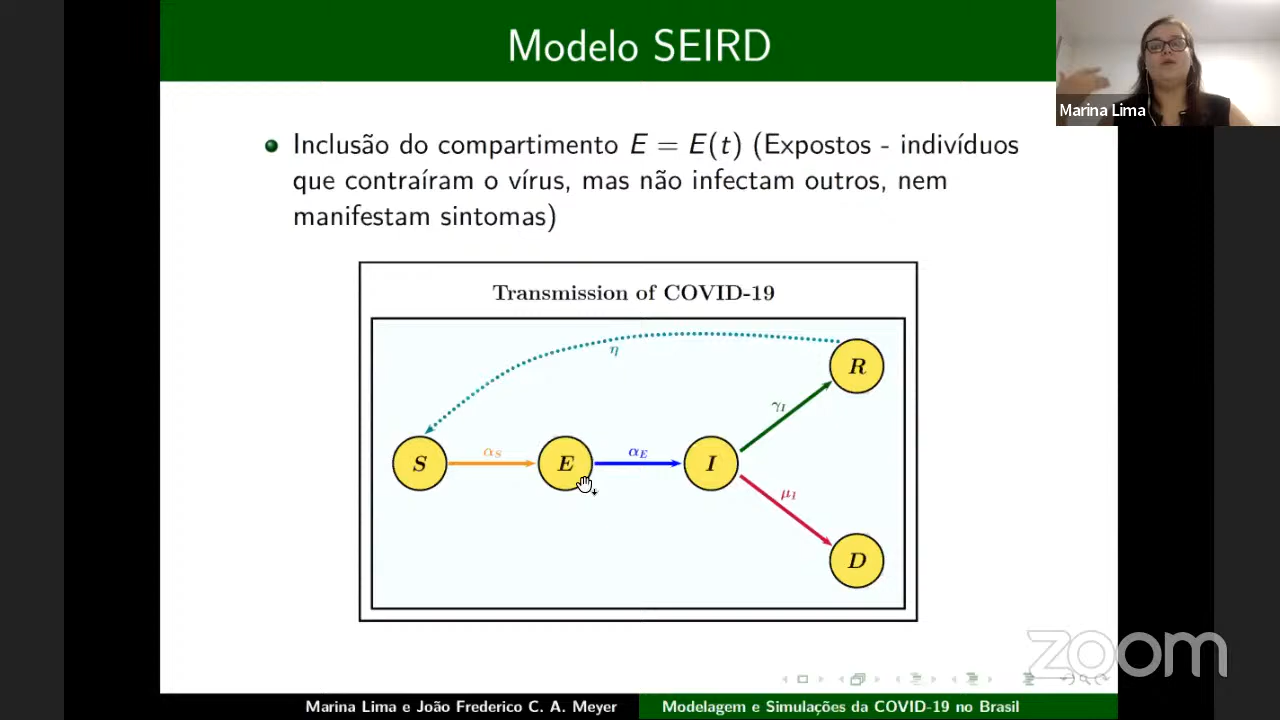 Modelo SEIRD
Marina Lima
Inclusão do compartimento E = E(t) (Expostos - indivíduos
que contraíram o vírus, mas não infectam outros, nem
manifestam sintomas)
Transmission of COVID-19
η
R
γI
S
αS
E
αE
I
μI
D
zoom
Marina Lima e João Frederico C. A. Meyer
Modelagem e Simulações da COVID-19 no Brasil